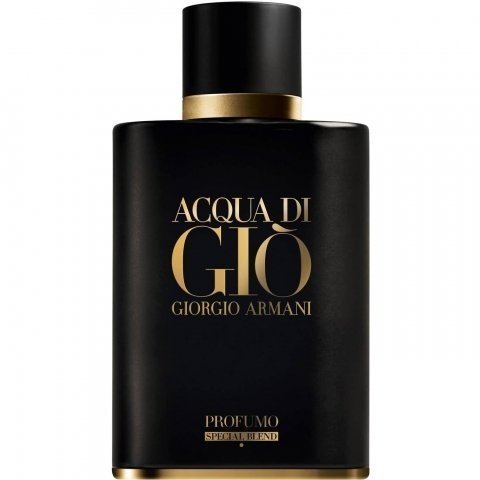 ACQUA DI
GIÒ
GIORGIO ARMANI
PROFUMO
SPECIAL BLEND